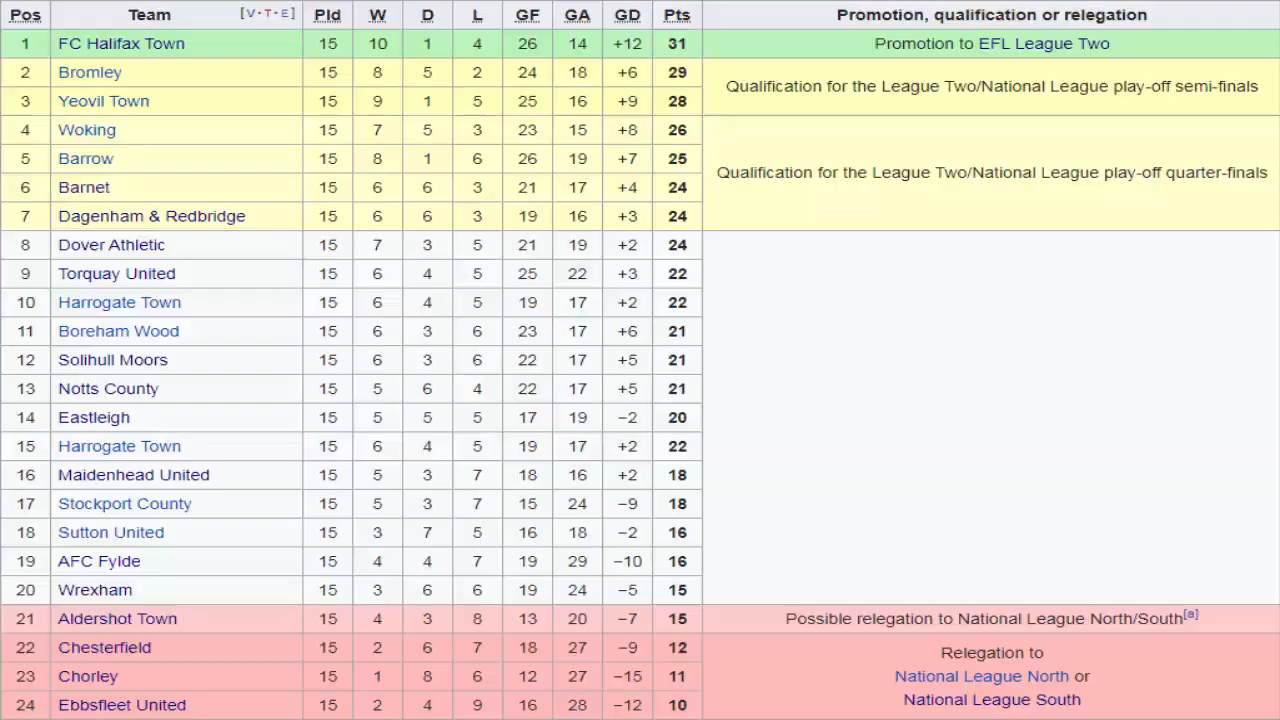 Pos Team [V·T·E] Pld W D L GF GA GD Pts Promotion, qualification or relegation
1 FC Halifax Town 15 10 1 4 26 14 +12 31 Promotion to EFL League Two
2 Bromley 15 8 5 2 24 18 +6 29 Qualification for the League Two/National League play-off semi-finals
3 Yeovil Town 15 9 1 5 25 16 +9 28
4 Woking 15 7 5 3 23 15 +8 26 Qualification for the League Two/National League play-off quarter-finals
5 Barrow 15 8 1 6 26 19 +7 25
6 Barnet 15 6 6 3 21 17 +4 24
7 Dagenham & Redbridge 15 6 6 3 19 16 +3 24
8 Dover Athletic 15 7 3 5 21 19 +2 24
9 Torquay United 15 6 4 5 25 22 +3 22
10 Harrogate Town 15 6 4 5 19 17 +2 22
11 Boreham Wood 15 6 3 6 23 17 +6 21
12 Solihull Moors 15 6 3 6 22 17 +5 21
13 Notts County 15 5 6 4 22 17 +5 21
14 Eastleigh 15 5 5 5 17 19 −2 20
15 Harrogate Town 15 6 4 5 19 17 +2 22
16 Maidenhead United 15 5 3 7 18 16 +2 18
17 Stockport County 15 5 3 7 15 24 −9 18
18 Sutton United 15 3 7 5 16 18 −2 16
19 AFC Fylde 15 4 4 7 19 29 −10 16
20 Wrexham 15 3 6 6 19 24 −5 15
21 Aldershot Town 15 4 3 8 13 20 −7 15 Possible relegation to National League North/South[a]
22 Chesterfield 15 2 6 7 18 27 −9 12 Relegation to
23 Chorley 15 1 8 6 12 27 −15 11 National League North or
24 Ebbsfleet United 15 2 4 9 16 28 −12 10 National League South